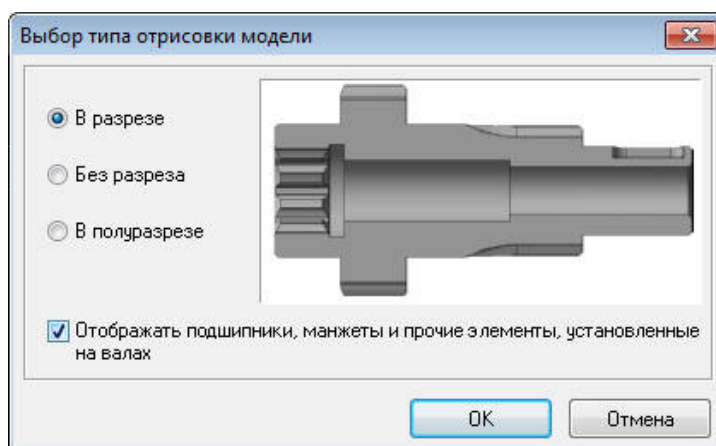 Выбор типа отрисовки модели
В разрезе
Без разреза
В полуразрезе
Отображать подшипники, манжеты и прочие элементы, установленные
на валах
OK
Отмена